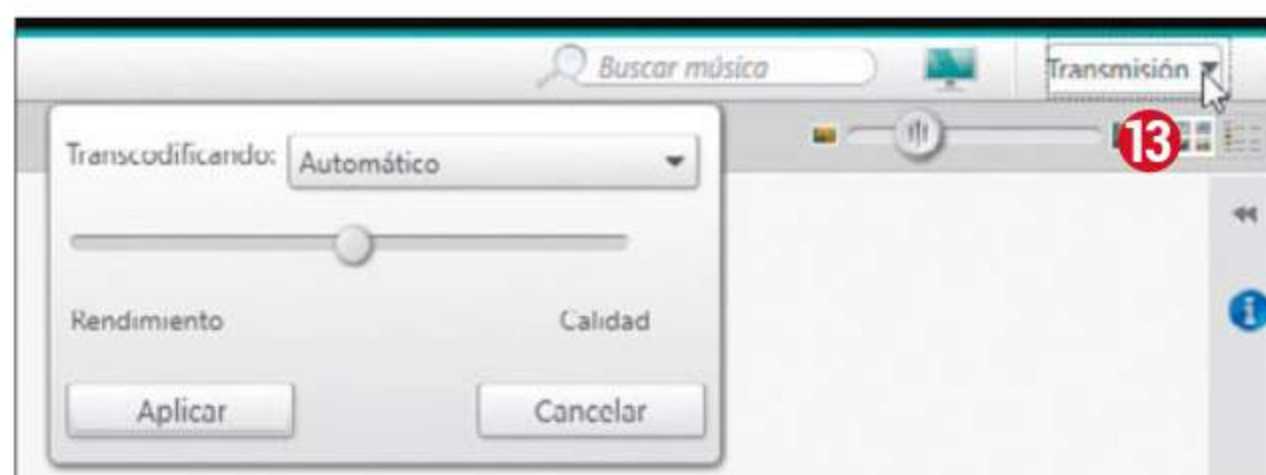 Buscar música
Transmisión
13
Transcodificando: Automático
Rendimiento Calidad
Aplicar Cancelar